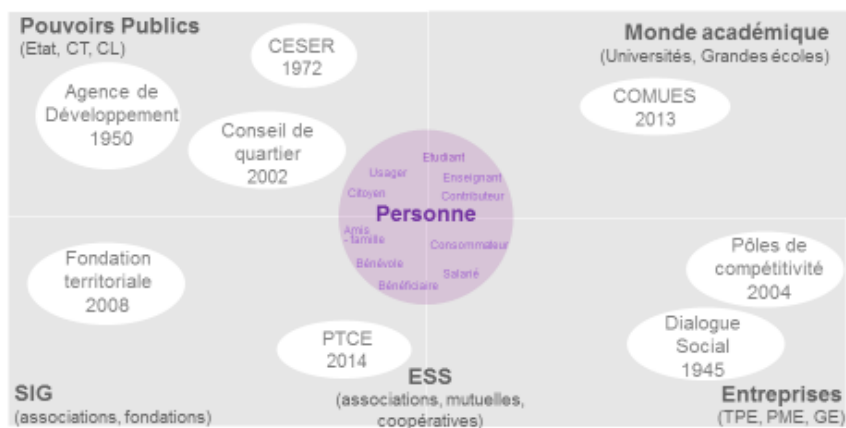 Pouvoirs Publics
(Etat, CT, CL)
CESER
1972
Agence de
Développement
1950
Conseil de
quartier
2002
Monde académique
(Universités, Grandes écoles)
COMUES
2013
Etudiant
Usager
Enseignant
Citoyen
Contributeur
Personne
Amis
- famille
Consommateur
Bénévole
Salarié
Bénéficiaire
Fondation
territoriale
2008
PTCE
2014
Pôles de
compétitivité
2004
Dialogue
Social
1945
SIG
(associations, fondations)
ESS
(associations, mutuelles,
coopératives)
Entreprises
(TPE, PME, GE)